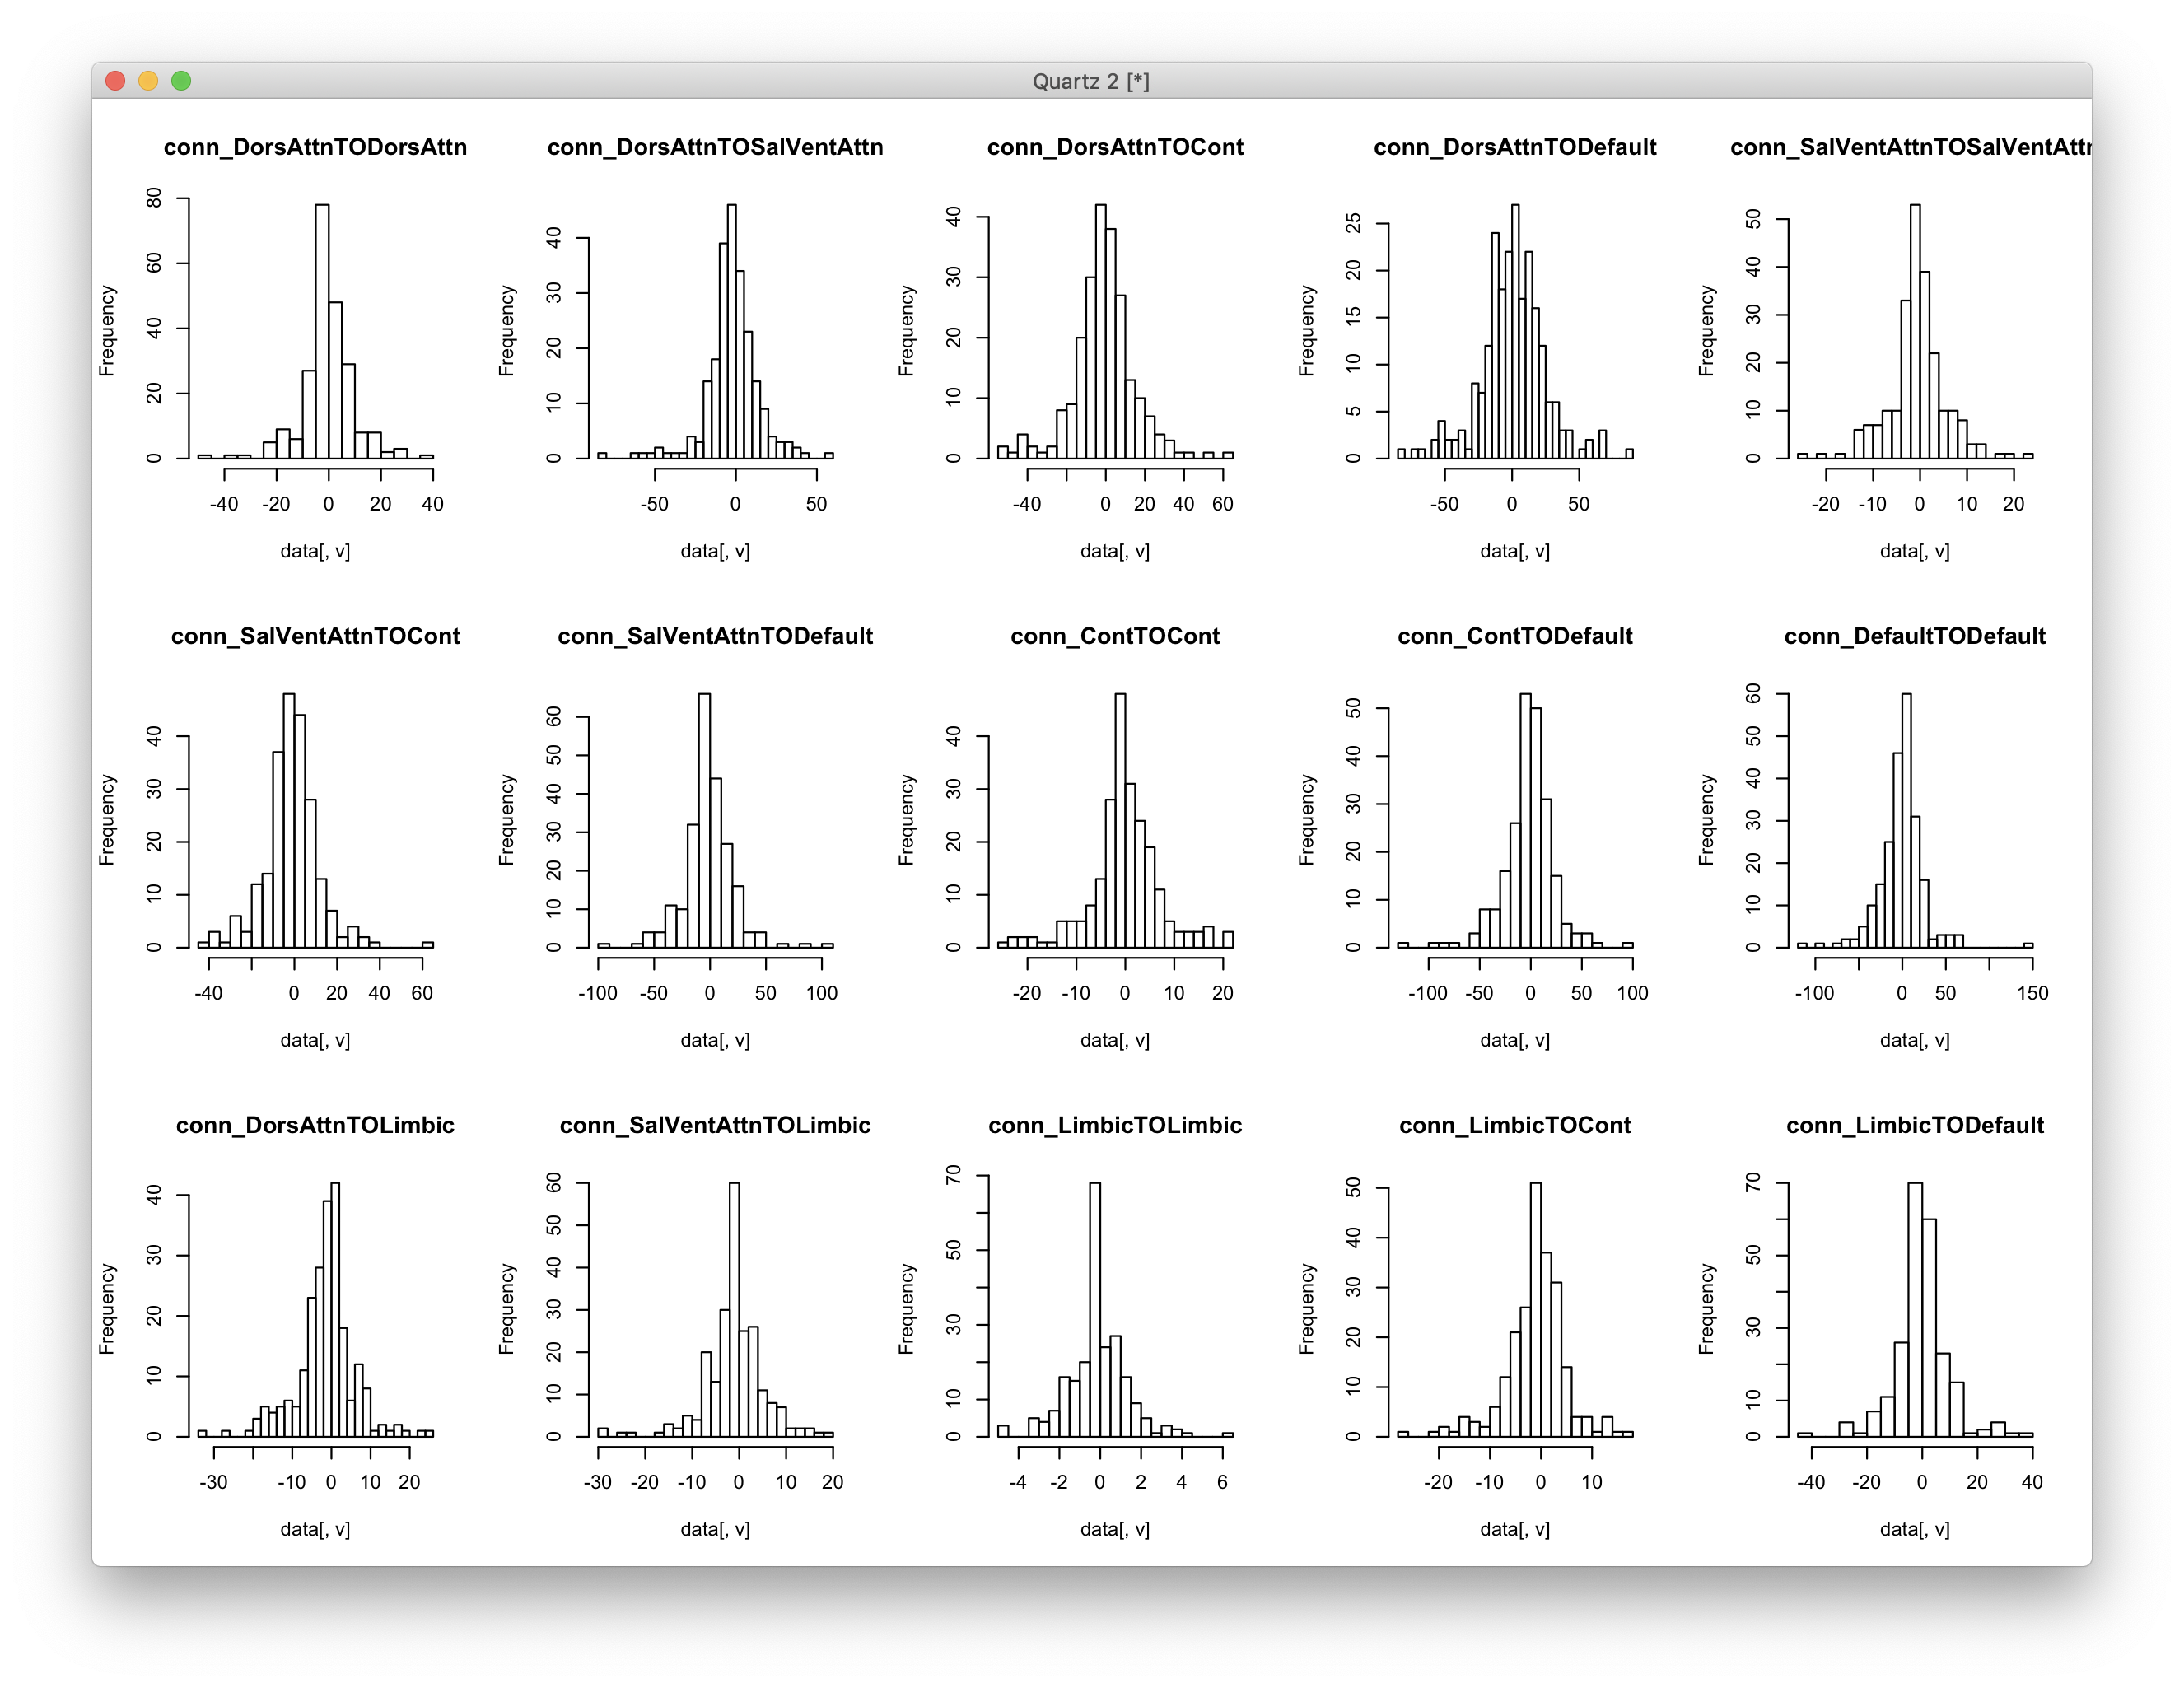 Quartz 2 [*]
conn_DorsAttnTODorsAttn
Frequency
0 20 40 60 80
-40 -20 0 20 40
data[, v]
conn_DorsAttnTOSalVentAttn
Frequency
0 10 20 30 40
-50 0 50
data[, v]
conn_DorsAttnTOCont
Frequency
0 10 20 30 40
-40 0 20 40 60
data[, v]
conn_DorsAttnTODefault
Frequency
0 5 10 15 20 25
-50 0 50
data[, v]
conn_SalVentAttnTOSalVentAttn
Frequency
0 10 20 30 40 50
-20 -10 0 10 20
data[, v]
conn_SalVentAttnTOCont
Frequency
0 10 20 30 40
-40 0 20 40 60
data[, v]
conn_SalVentAttnTODefault
Frequency
0 10 20 30 40 50 60
-100 -50 0 50 100
data[, v]
conn_ContTOCont
Frequency
0 10 20 30 40
-20 -10 0 10 20
data[, v]
conn_ContTODefault
Frequency
0 10 20 30 40 50
-100 -50 0 50 100
data[, v]
conn_DefaultTODefault
Frequency
0 10 20 30 40 50 60
-100 0 50 150
data[, v]
conn_DorsAttnTOLimbic
Frequency
0 10 20 30 40
-30 -10 0 10 20
data[, v]
conn_SalVentAttnTOLimbic
Frequency
0 10 20 30 40 50 60
-30 -20 -10 0 10 20
data[, v]
conn_LimbicTOLimbic
Frequency
0 10 30 50 70
-4 -2 0 2 4 6
data[, v]
conn_LimbicTOCont
Frequency
0 10 20 30 40 50
-20 -10 0 10
data[, v]
conn_LimbicTODefault
Frequency
0 10 30 50 70
-40 -20 0 20 40
data[, v]